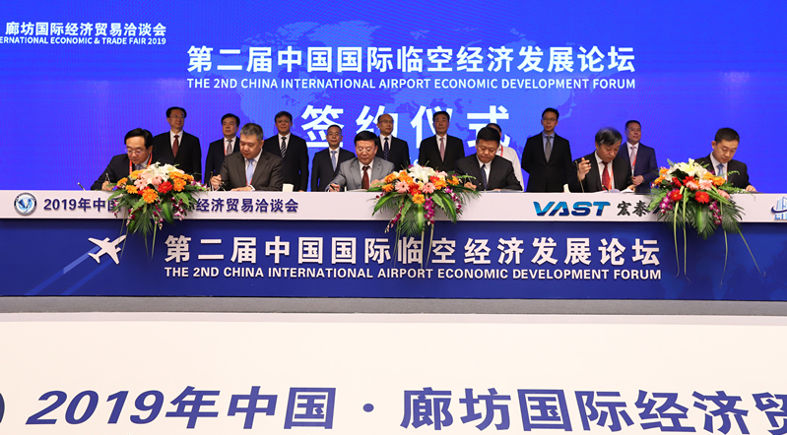 廊坊国际经济贸易洽谈会
INTERNATIONAL ECONOMIC & TRADE FAIR 2019
第二届中国国际临空经济发展论坛
THE 2ND CHINA INTERNATIONAL AIRPORT ECONOMIC DEVELOPMENT FORUM
签约仪式
2019年中国 经济贸易洽谈会
VAST 宏泰
第二届中国国际临空经济发展论坛
THE 2ND CHINA INTERNATIONAL AIRPORT ECONOMIC DEVELOPMENT FORUM
2019年中国·廊坊国际经济贸